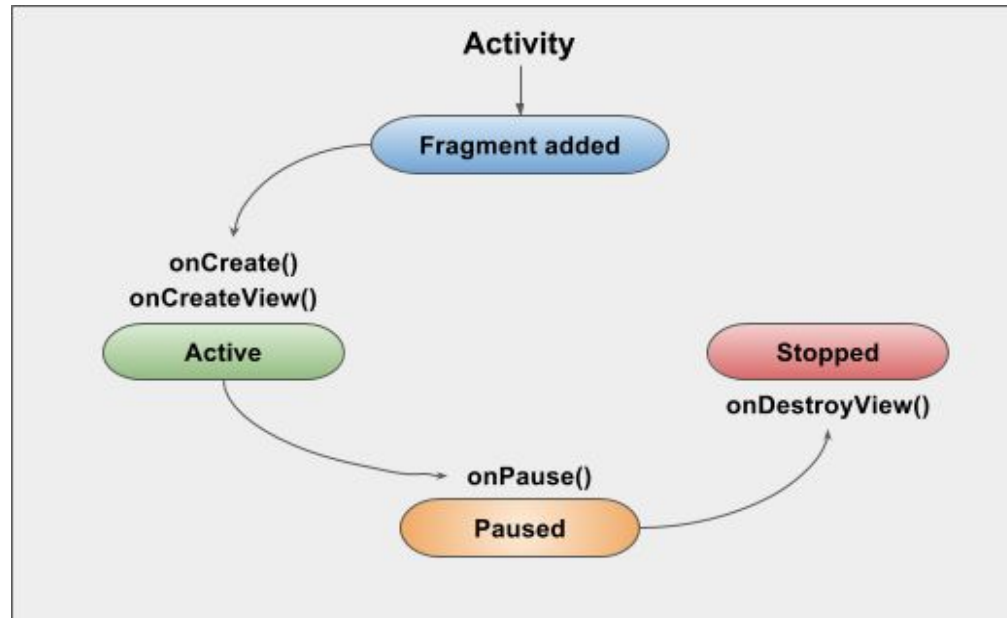 Activity
Fragment added
onCreate()
onCreateView()
Active
onPause()
Paused
Stopped
onDestroyView()